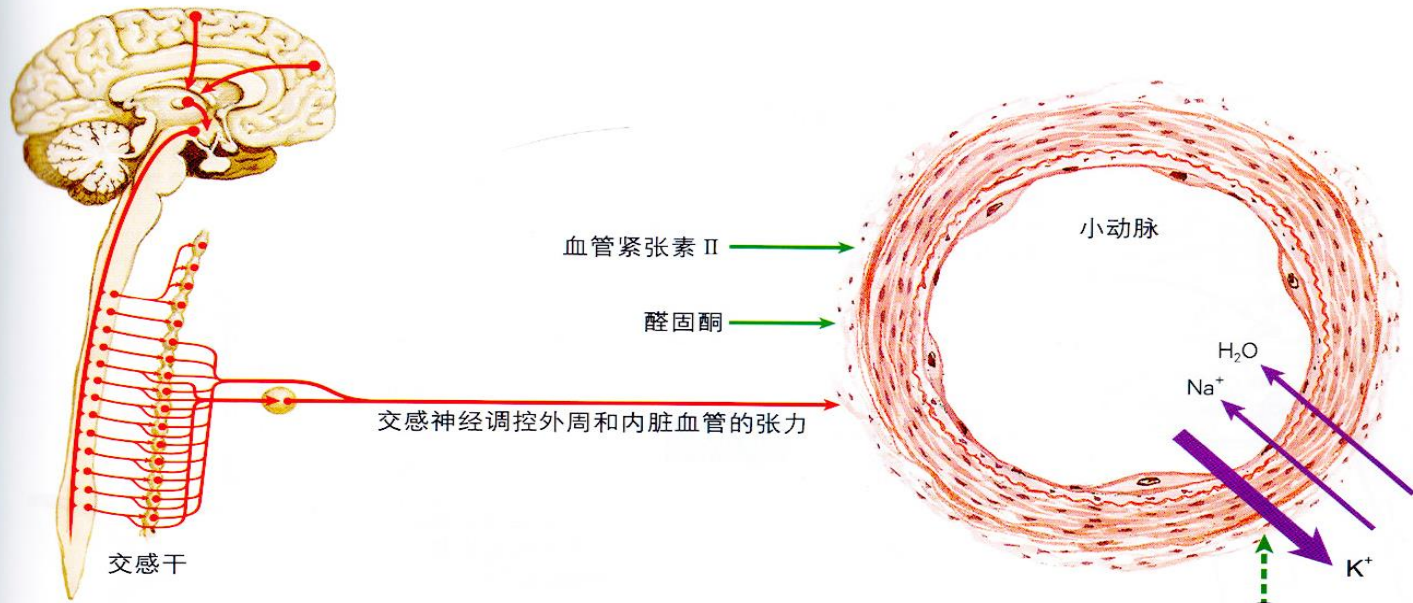 小动脉
血管紧张素 II
醛固酮
H₂O
Na⁺
交感神经调控外周和内脏血管的张力
交感干
K⁺